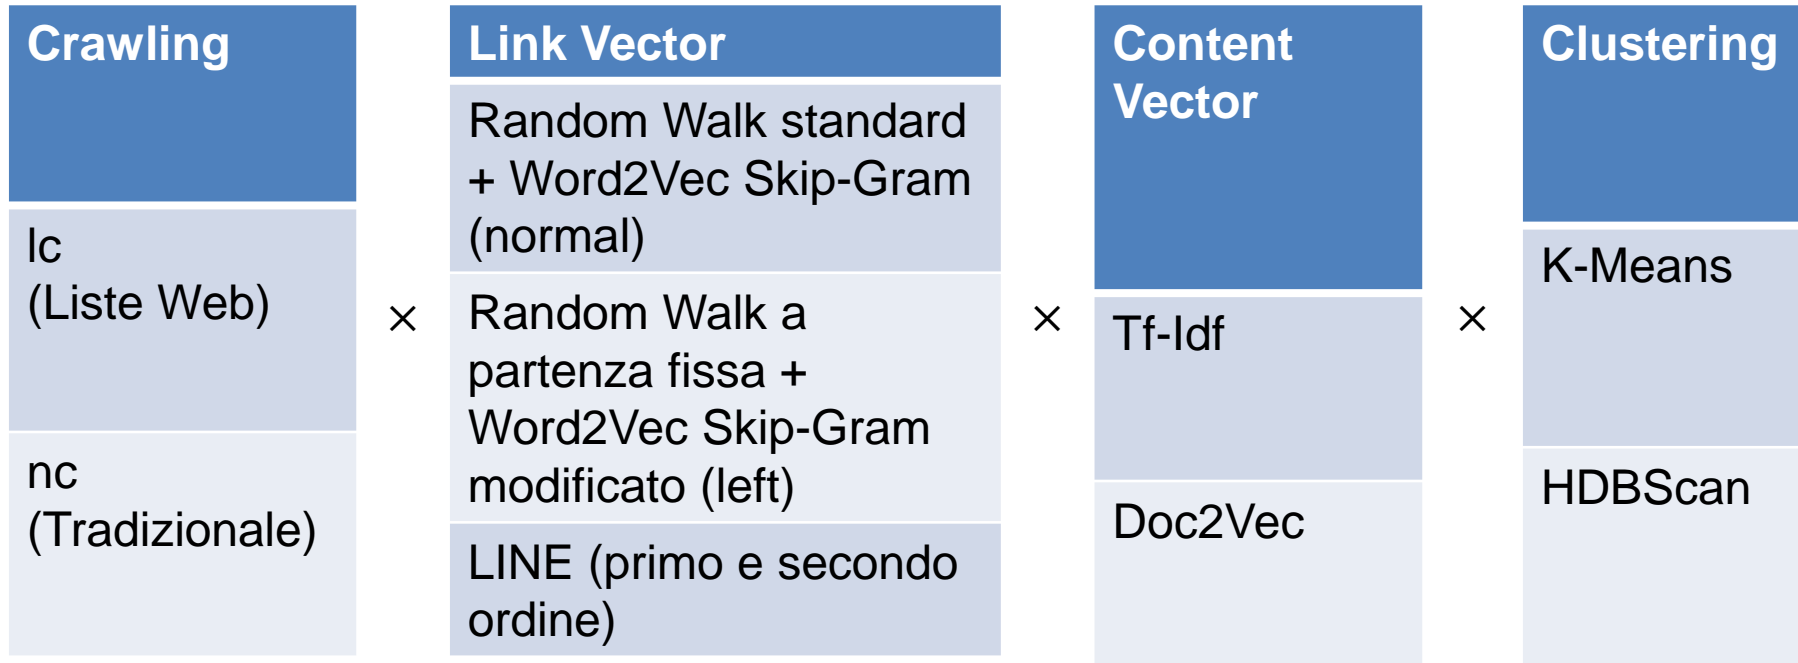 Crawling
lc
(Liste Web)
nc
(Tradizionale)
×
Link Vector
Random Walk standard
+ Word2Vec Skip-Gram
(normal)
Random Walk a
partenza fissa +
Word2Vec Skip-Gram
modificato (left)
LINE (primo e secondo
ordine)
×
Content
Vector
Tf-Idf
Doc2Vec
×
Clustering
K-Means
HDBScan